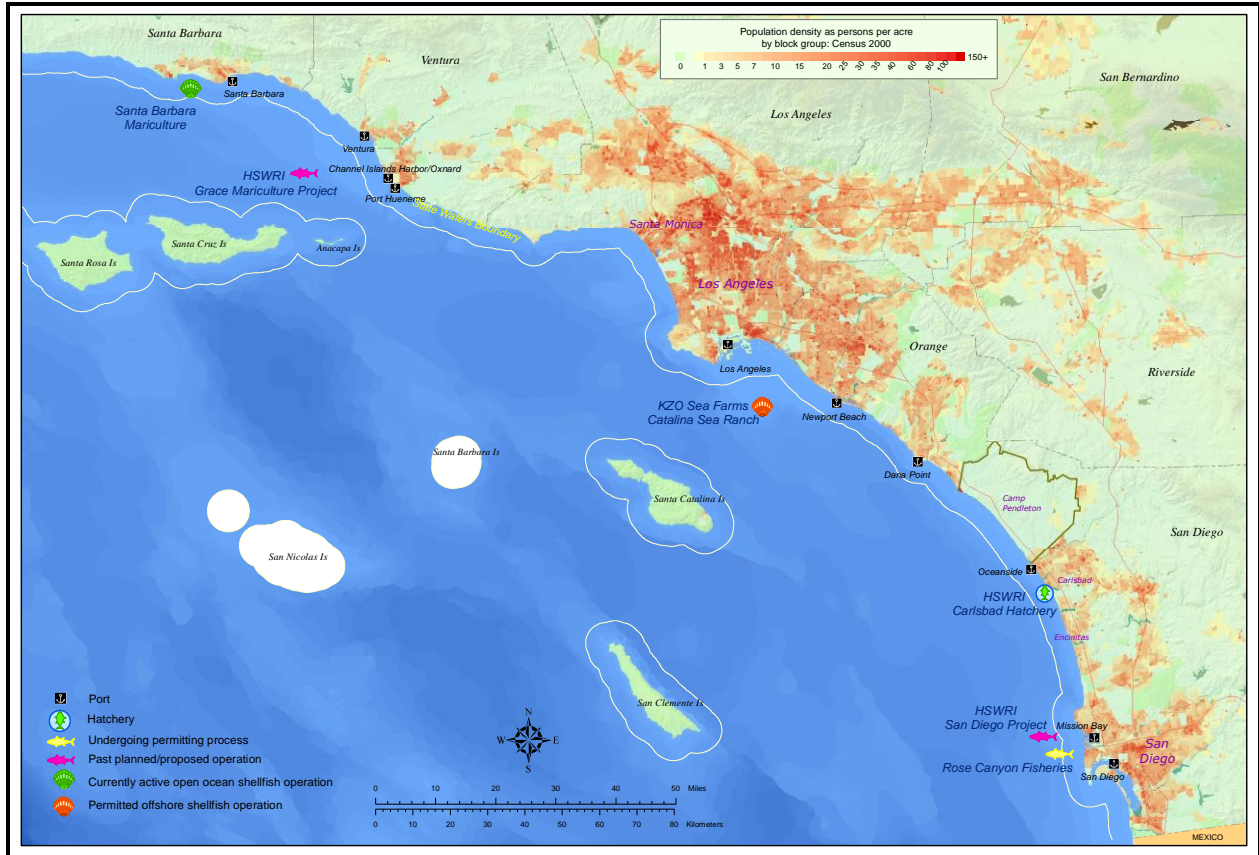 Santa Barbara
Ventura
Population density as persons per acre
by block group: Census 2000
0 1 3 5 7 10 15 20 25 30 35 40 60 80 100 150+
San Bernardino
Los Angeles
Santa Barbara
Santa Barbara
Mariculture
Ventura
Channel Islands Harbor/Oxnard
HSWRI
Grace Mariculture Project
Port Hueneme
State Waters Boundary
Santa Monica
Santa Rosa Is
Santa Cruz Is
Anacapa Is
Los Angeles
Orange
Riverside
Los Angeles
KZO Sea Farms
Catalina Sea Ranch
Newport Beach
Santa Barbara Is
Dana Point
Santa Catalina Is
Camp
Pendleton
San Diego
San Nicolas Is
Oceanside
Carlsbad
HSWRI
Carlsbad Hatchery
Encinitas
San Clemente Is
HSWRI
San Diego Project
Mission Bay
San
Diego
Rose Canyon Fisheries
San Diego
MEXICO
Port
Hatchery
Undergoing permitting process
Past planned/proposed operation
Currently active open ocean shellfish operation
Permitted offshore shellfish operation
N
W E
S
0 10 20 30 40 50 Miles
0 10 20 30 40 50 60 70 80 Kilometers